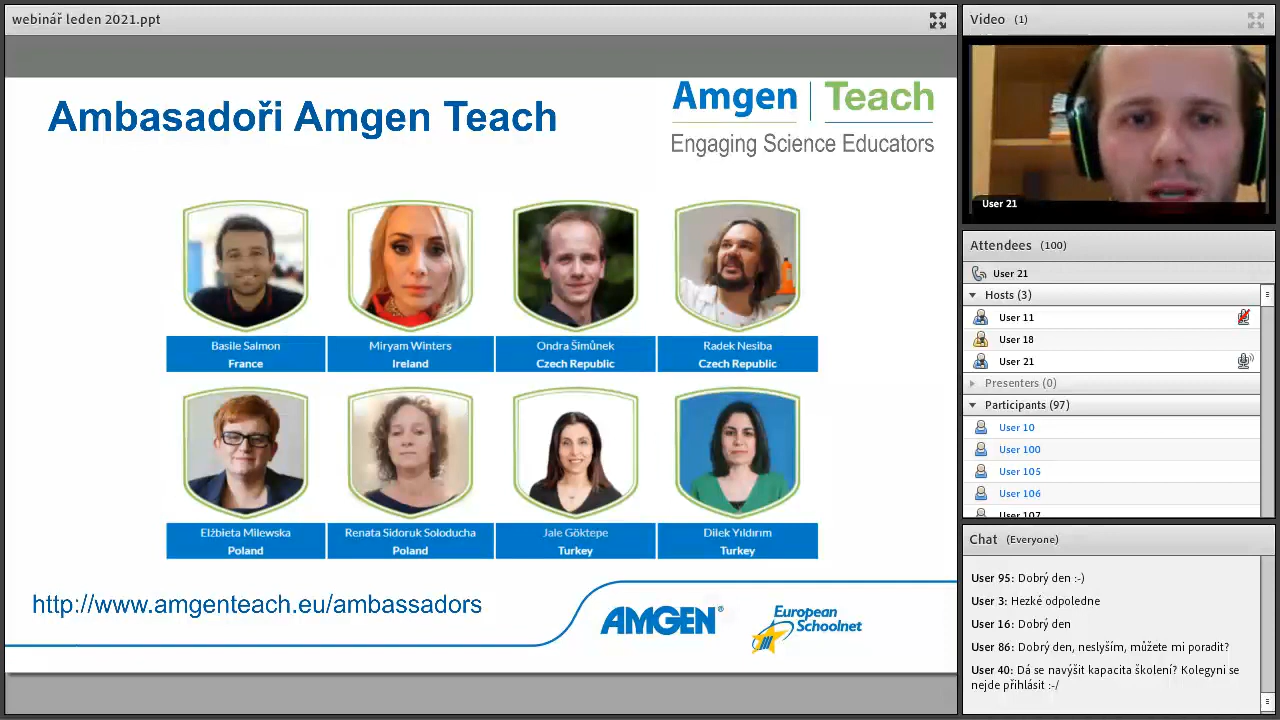 webinář leden 2021.ppt
Ambasadoři Amgen Teach
Amgen | Teach
Engaging Science Educators
Basile Salmon
France
Miryam Winters
Ireland
Ondra Šimůnek
Czech Republic
Radek Nesiba
Czech Republic
Elżbieta Milewska
Poland
Renata Sidoruk Soloducha
Poland
Jale Göktepe
Turkey
Dilek Yıldırım
Turkey
http://www.amgenteach.eu/ambassadors
AMGEN®
European
Schoolnet
Video (1)
User 21
Attendees (100)
User 21
Hosts (3)
User 11
User 18
User 21
Presenters (0)
Participants (97)
User 10
User 100
User 105
User 106
User 107
Chat (Everyone)
User 95: Dobrý den :-)
User 3: Hezké odpoledne
User 16: Dobrý den
User 86: Dobrý den, neslyším, můžete mi poradit?
User 40: Dá se navýšit kapacita školení? Kolegyni se
nejde přihlásit :-/